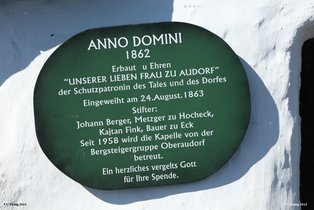 ANNO DOMINI
1862
Erbaut u Ehren
"UNSERER LIEBEN FRAU ZU AUDORF"
der Schutzpatronin des Tales und des Dorfes
Eingeweiht am 24.August.1863
Stifter:
Johann Berger, Metzger zu Hocheck,
Kajtan Fink, Bauer zu Eck
Seit 1958 wird die Kapelle von der
Bergsteigergruppe Oberaudorf
betreut.
Ein herzliches vergelts Gott
für Ihre Spende.